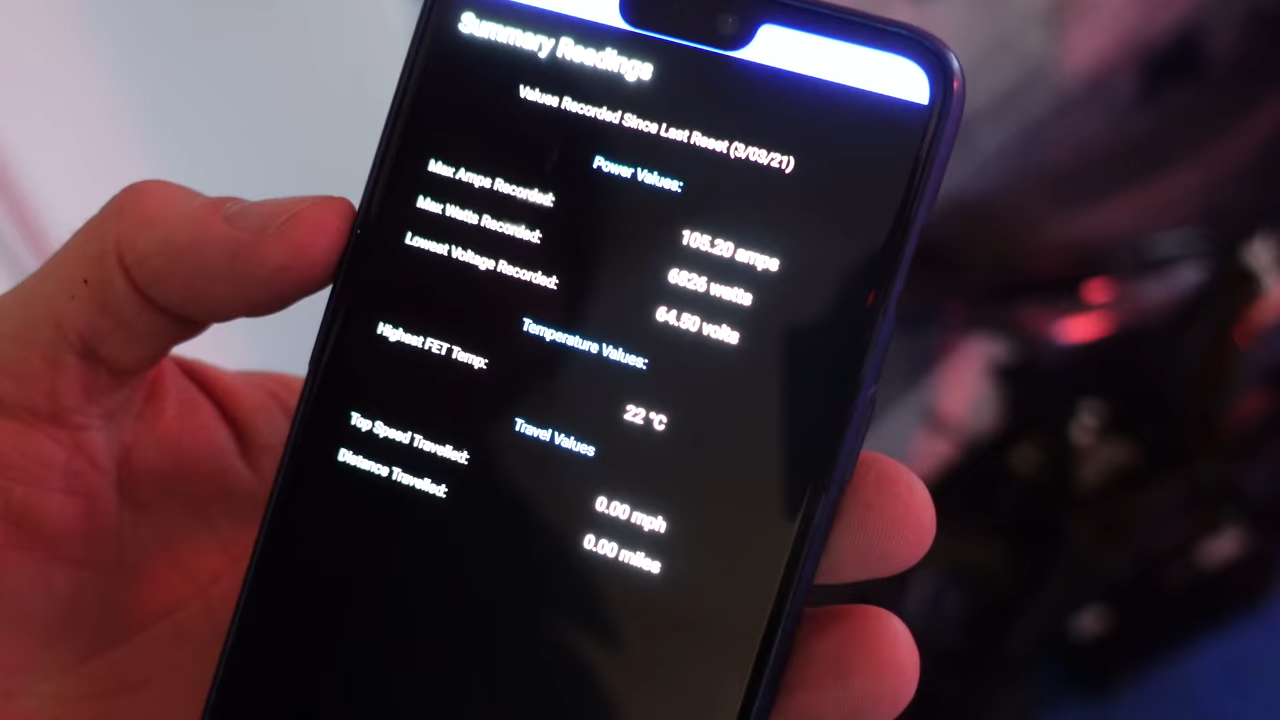 Summary Readings
Values Recorded Since Last Reset (3/03/21)
Power Values:
Max Amps Recorded: 105.20 amps
Max Watts Recorded: 6826 watts
Lowest Voltage Recorded: 64.50 volts
Temperature Values:
Highest FET Temp: 22 °C
Travel Values
Top Speed Travelled: 0.00 mph
Distance Travelled: 0.00 miles